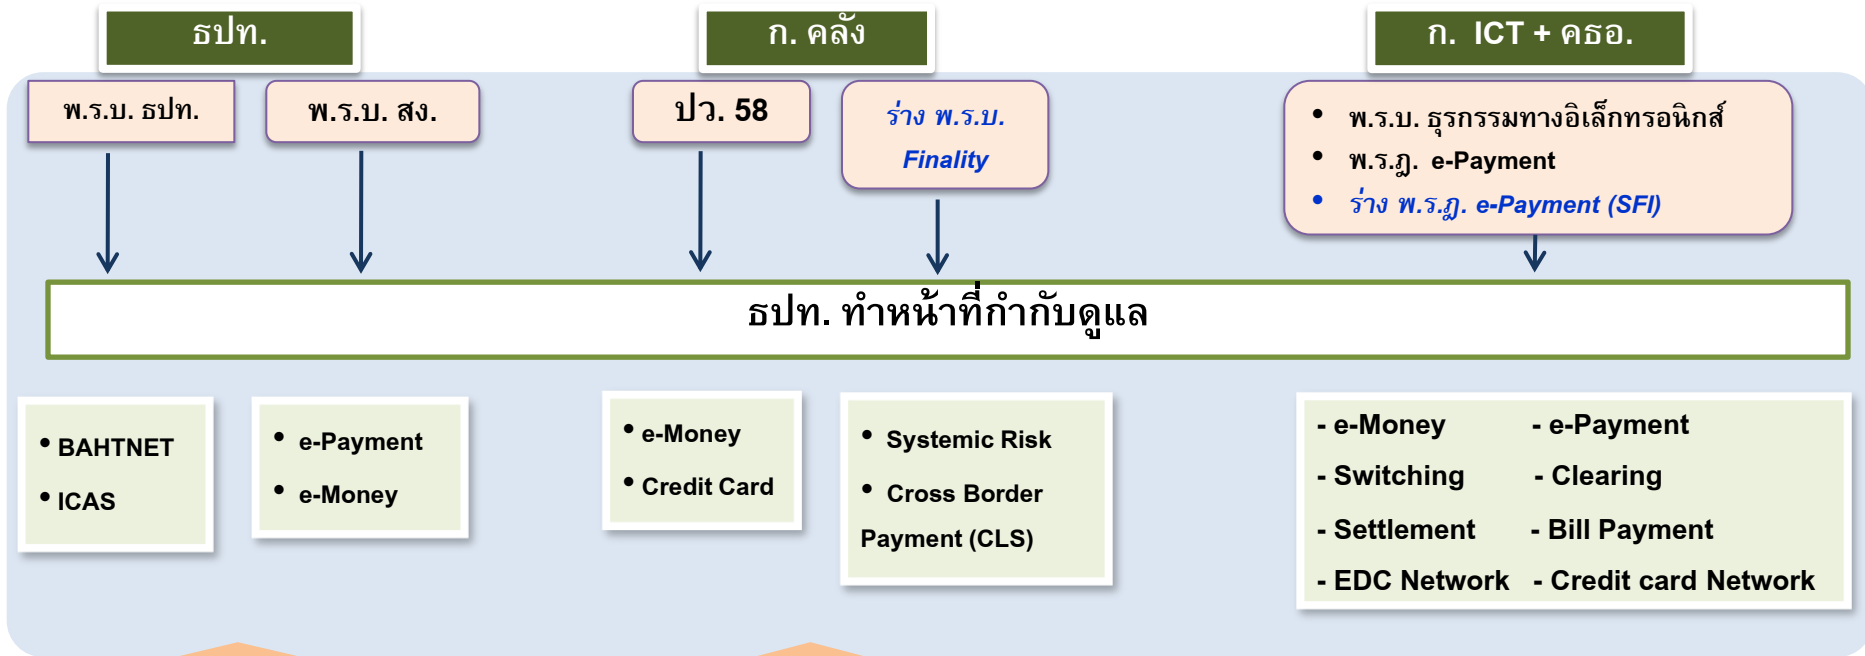 ธปท.
ก. คลัง
ก. ICT + คธอ.
พ.ร.บ. ธปท.
พ.ร.บ. สง.
ปว. 58
ร่าง พ.ร.บ.
Finality
• พ.ร.บ. ธุรกรรมทางอิเล็กทรอนิกส์
• พ.ร.ฎ. e-Payment
• ร่าง พ.ร.ฎ. e-Payment (SFI)
ธปท. ทำหน้าที่กำกับดูแล
• BAHTNET
• ICAS
• e-Payment
• e-Money
• e-Money
• Credit Card
• Systemic Risk
• Cross Border
Payment (CLS)
- e-Money - e-Payment
- Switching - Clearing
- Settlement - Bill Payment
- EDC Network - Credit card Network